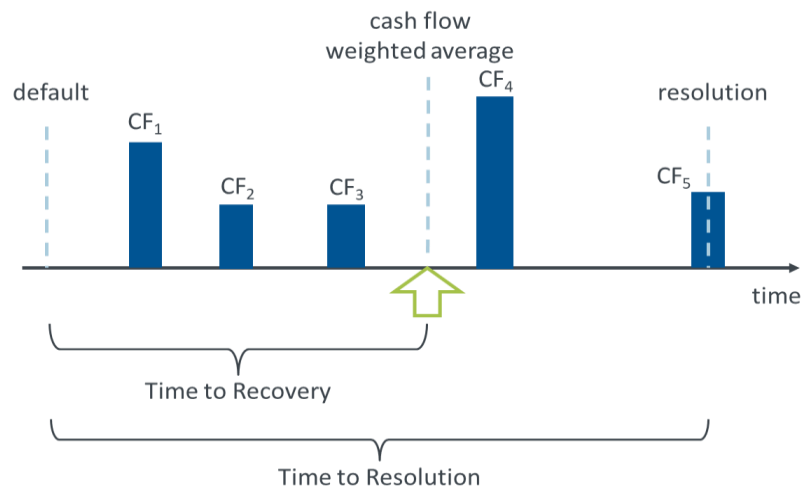 cash flow
weighted average
default
CF₄
resolution
CF₁
CF₂
CF₃
CF₅
time
Time to Recovery
Time to Resolution